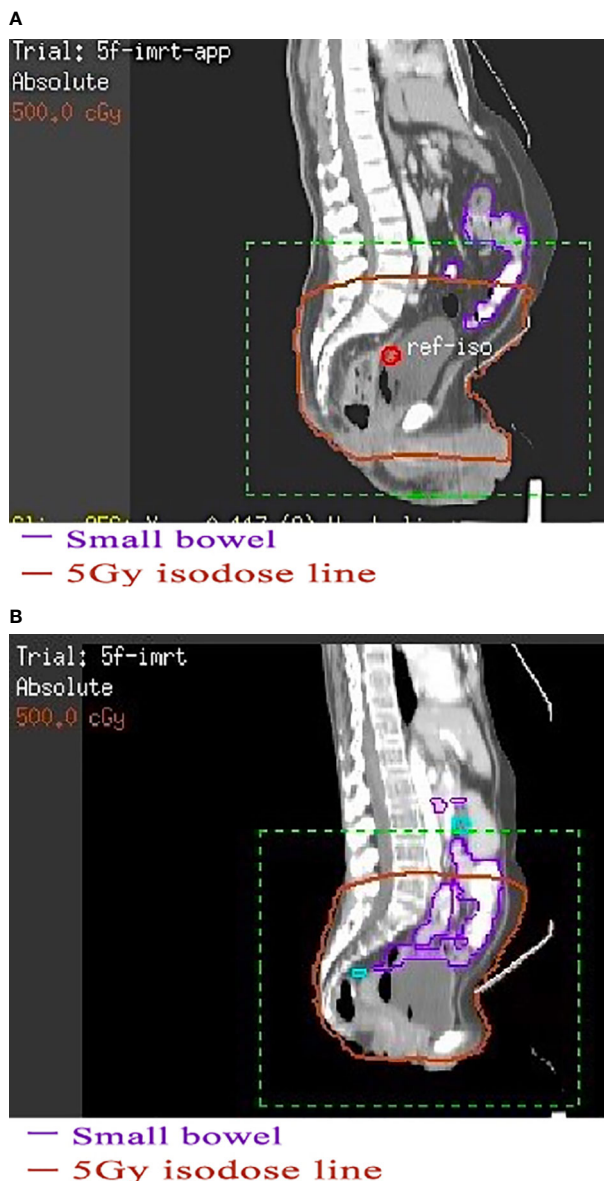 A
Trial: 5f-imrt-app
Absolute
500.0 cGy
ref-iso
— Small bowel
— 5Gy isodose line
B
Trial: 5f-imrt
Absolute
500.0 cGy
— Small bowel
— 5Gy isodose line